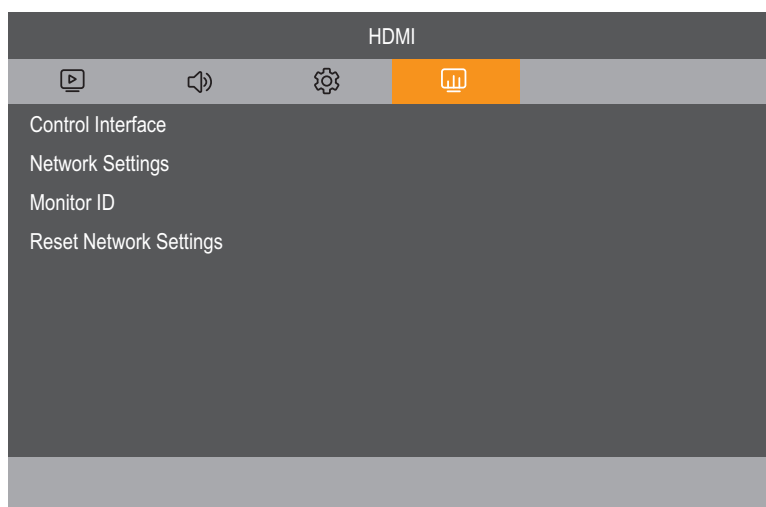 HDMI
Control Interface
Network Settings
Monitor ID
Reset Network Settings